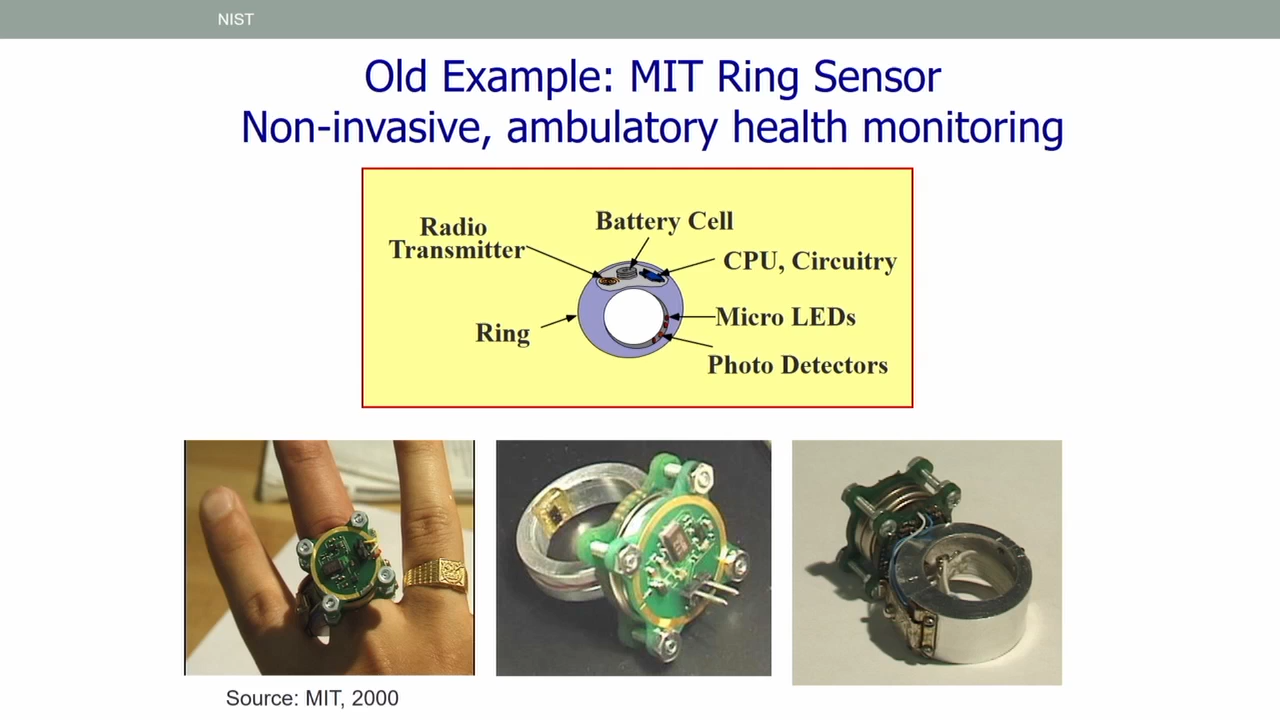 NIST
Old Example: MIT Ring Sensor
Non-invasive, ambulatory health monitoring
Radio
Transmitter
Battery Cell
CPU, Circuitry
Ring
Micro LEDs
Photo Detectors
Source: MIT, 2000